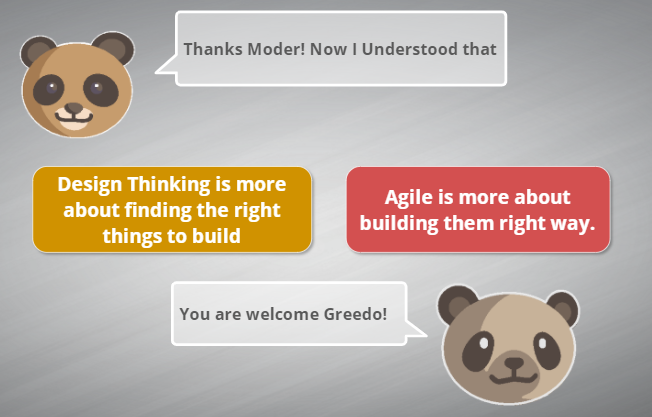 Thanks Moder! Now I Understood that
Design Thinking is more
about finding the right
things to build
Agile is more about
building them right way.
You are welcome Greedo!